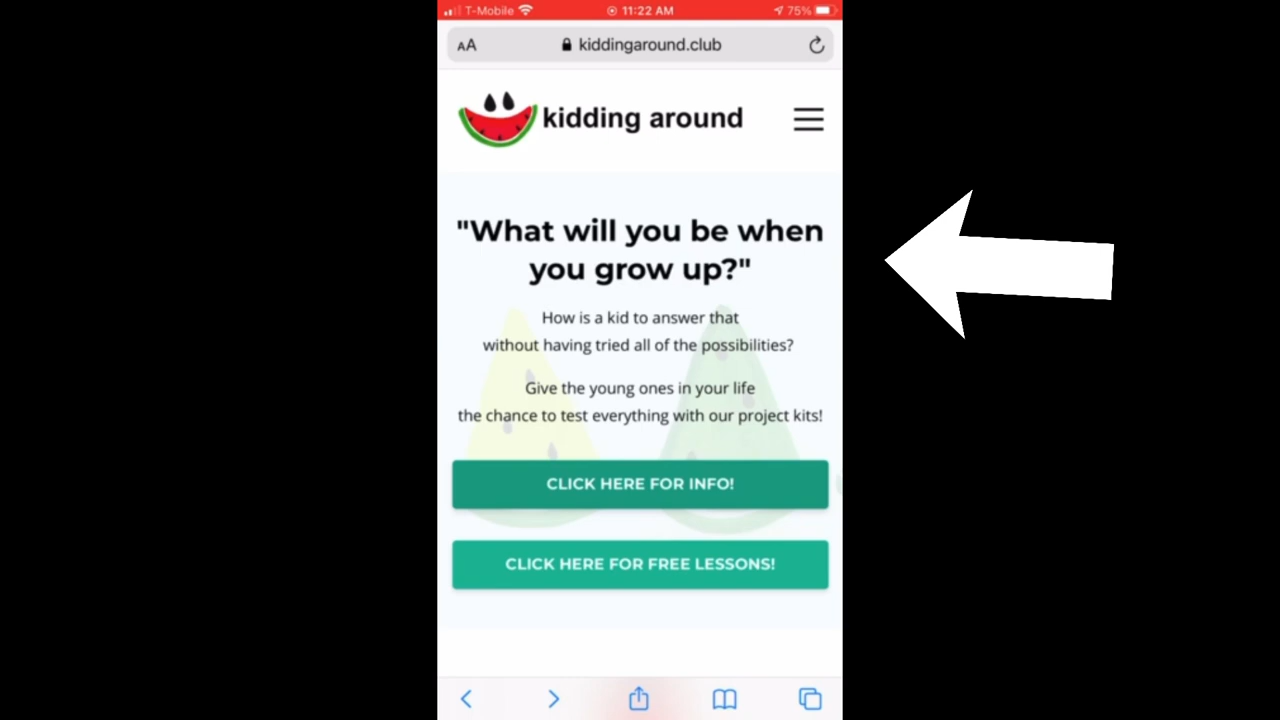 T-Mobile 11:22 AM 75%
AA kiddingaround.club
kidding around
"What will you be when
you grow up?"
How is a kid to answer that
without having tried all of the possibilities?
Give the young ones in your life
the chance to test everything with our project kits!
CLICK HERE FOR INFO!
CLICK HERE FOR FREE LESSONS!